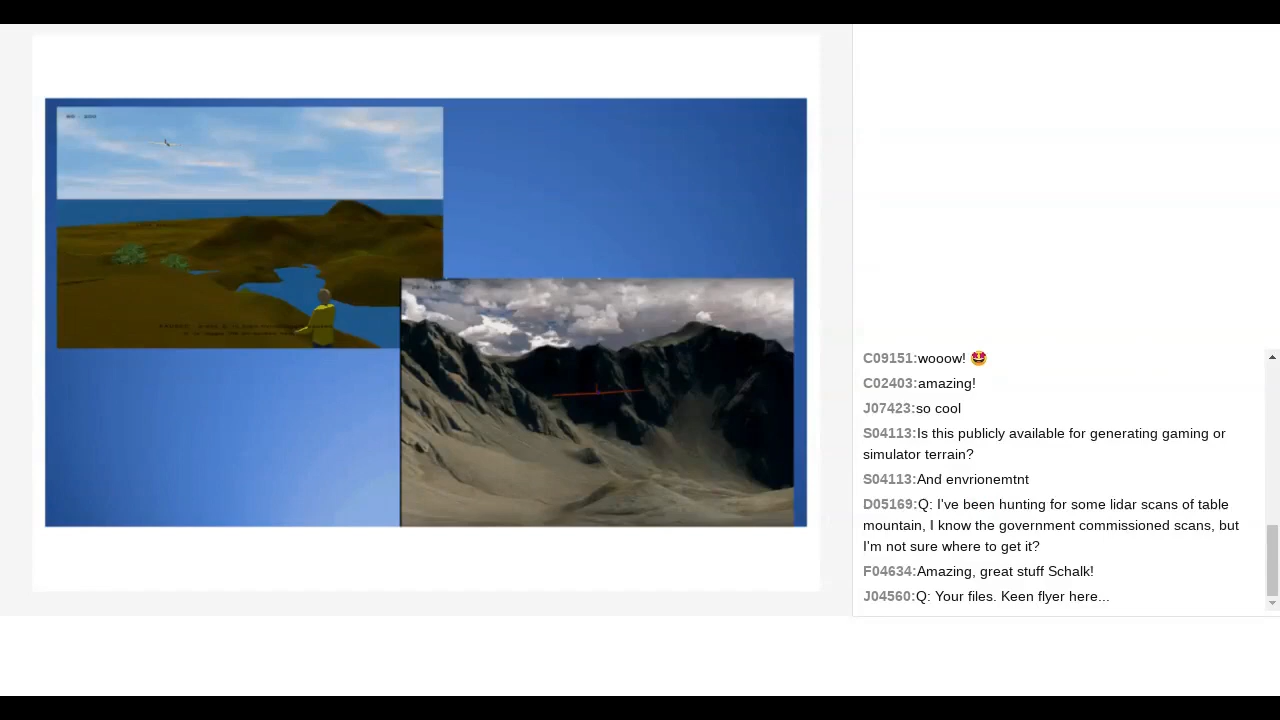 C09151:wooow! 🤩
C02403:amazing!
J07423:so cool
S04113:Is this publicly available for generating gaming or
simulator terrain?
S04113:And envrionemtnt
D05169:Q: I've been hunting for some lidar scans of table
mountain, I know the government commissioned scans, but
I'm not sure where to get it?
F04634:Amazing, great stuff Schalk!
J04560:Q: Your files. Keen flyer here...